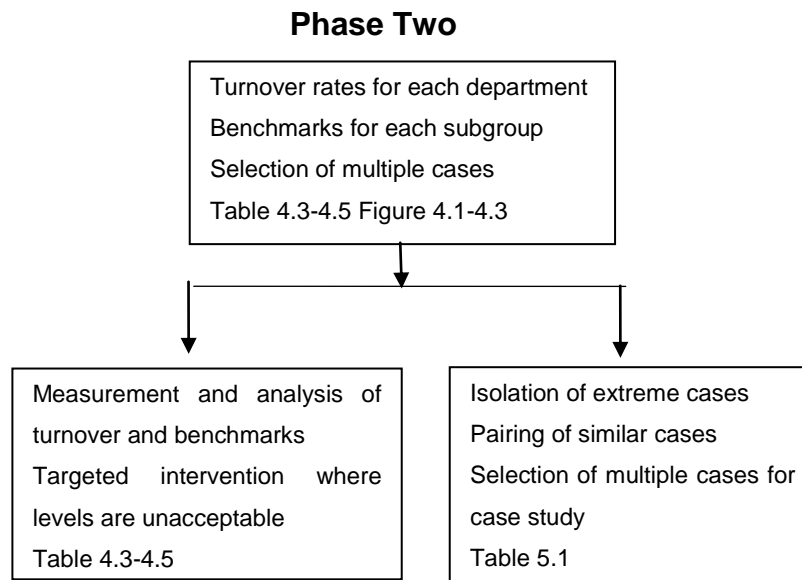 Phase Two
Turnover rates for each department
Benchmarks for each subgroup
Selection of multiple cases
Table 4.3-4.5 Figure 4.1-4.3
Measurement and analysis of
turnover and benchmarks
Targeted intervention where
levels are unacceptable
Table 4.3-4.5
Isolation of extreme cases
Pairing of similar cases
Selection of multiple cases for
case study
Table 5.1